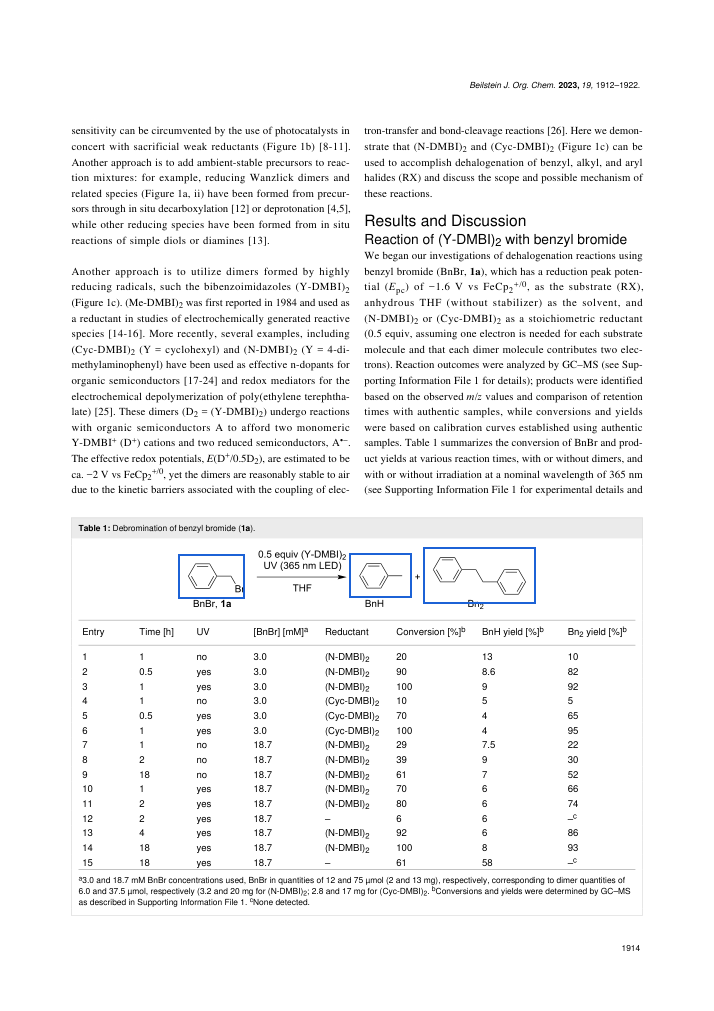 Beilstein J. Org. Chem. 2023, 19, 1912–1922.
sensitivity can be circumvented by the use of photocatalysts in
concert with sacrificial weak reductants (Figure 1b) [8-11].
Another approach is to add ambient-stable precursors to reac-
tion mixtures: for example, reducing Wanzlick dimers and
related species (Figure 1a, ii) have been formed from precur-
sors through in situ decarboxylation [12] or deprotonation [4,5],
while other reducing species have been formed from in situ
reactions of simple diols or diamines [13].
Another approach is to utilize dimers formed by highly
reducing radicals, such the bibenzoimidazoles (Y-DMBI)2
(Figure 1c). (Me-DMBI)2 was first reported in 1984 and used as
a reductant in studies of electrochemically generated reactive
species [14-16]. More recently, several examples, including
(Cyc-DMBI)2 (Y = cyclohexyl) and (N-DMBI)2 (Y = 4-di-
methylaminophenyl) have been used as effective n-dopants for
organic semiconductors [17-24] and redox mediators for the
electrochemical depolymerization of poly(ethylene terephtha-
late) [25]. These dimers (D2 = (Y-DMBI)2) undergo reactions
with organic semiconductors A to afford two monomeric
Y-DMBI+ (D+) cations and two reduced semiconductors, A•−.
The effective redox potentials, E(D+/0.5D2), are estimated to be
ca. −2 V vs FeCp2+/0, yet the dimers are reasonably stable to air
due to the kinetic barriers associated with the coupling of elec-
tron-transfer and bond-cleavage reactions [26]. Here we demon-
strate that (N-DMBI)2 and (Cyc-DMBI)2 (Figure 1c) can be
used to accomplish dehalogenation of benzyl, alkyl, and aryl
halides (RX) and discuss the scope and possible mechanism of
these reactions.
Results and Discussion
Reaction of (Y-DMBI)2 with benzyl bromide
We began our investigations of dehalogenation reactions using
benzyl bromide (BnBr, 1a), which has a reduction peak poten-
tial (Epc) of −1.6 V vs FeCp2+/0, as the substrate (RX),
anhydrous THF (without stabilizer) as the solvent, and
(N-DMBI)2 or (Cyc-DMBI)2 as a stoichiometric reductant
(0.5 equiv, assuming one electron is needed for each substrate
molecule and that each dimer molecule contributes two elec-
trons). Reaction outcomes were analyzed by GC–MS (see Sup-
porting Information File 1 for details); products were identified
based on the observed m/z values and comparison of retention
times with authentic samples, while conversions and yields
were based on calibration curves established using authentic
samples. Table 1 summarizes the conversion of BnBr and prod-
uct yields at various reaction times, with or without dimers, and
with or without irradiation at a nominal wavelength of 365 nm
(see Supporting Information File 1 for experimental details and
Table 1: Debromination of benzyl bromide (1a).
0.5 equiv (Y-DMBI)2
UV (365 nm LED)
Br
THF
+
BnBr, 1a BnH Bn2
Entry Time [h] UV [BnBr] [mM]a Reductant Conversion [%]b BnH yield [%]b Bn2 yield [%]b
1 1 no 3.0 (N-DMBI)2 20 13 10
2 0.5 yes 3.0 (N-DMBI)2 90 8.6 82
3 1 yes 3.0 (N-DMBI)2 100 9 92
4 1 no 3.0 (Cyc-DMBI)2 10 5 5
5 0.5 yes 3.0 (Cyc-DMBI)2 70 4 65
6 1 yes 3.0 (Cyc-DMBI)2 100 4 95
7 1 no 18.7 (N-DMBI)2 29 7.5 22
8 2 no 18.7 (N-DMBI)2 39 9 30
9 18 no 18.7 (N-DMBI)2 61 7 52
10 1 yes 18.7 (N-DMBI)2 70 6 66
11 2 yes 18.7 (N-DMBI)2 80 6 74
12 2 yes 18.7 – 6 6 –c
13 4 yes 18.7 (N-DMBI)2 92 6 86
14 18 yes 18.7 (N-DMBI)2 100 8 93
15 18 yes 18.7 – 61 58 –c
a3.0 and 18.7 mM BnBr concentrations used, BnBr in quantities of 12 and 75 μmol (2 and 13 mg), respectively, corresponding to dimer quantities of
6.0 and 37.5 μmol, respectively (3.2 and 20 mg for (N-DMBI)2; 2.8 and 17 mg for (Cyc-DMBI)2. bConversions and yields were determined by GC–MS
as described in Supporting Information File 1. cNone detected.
1914